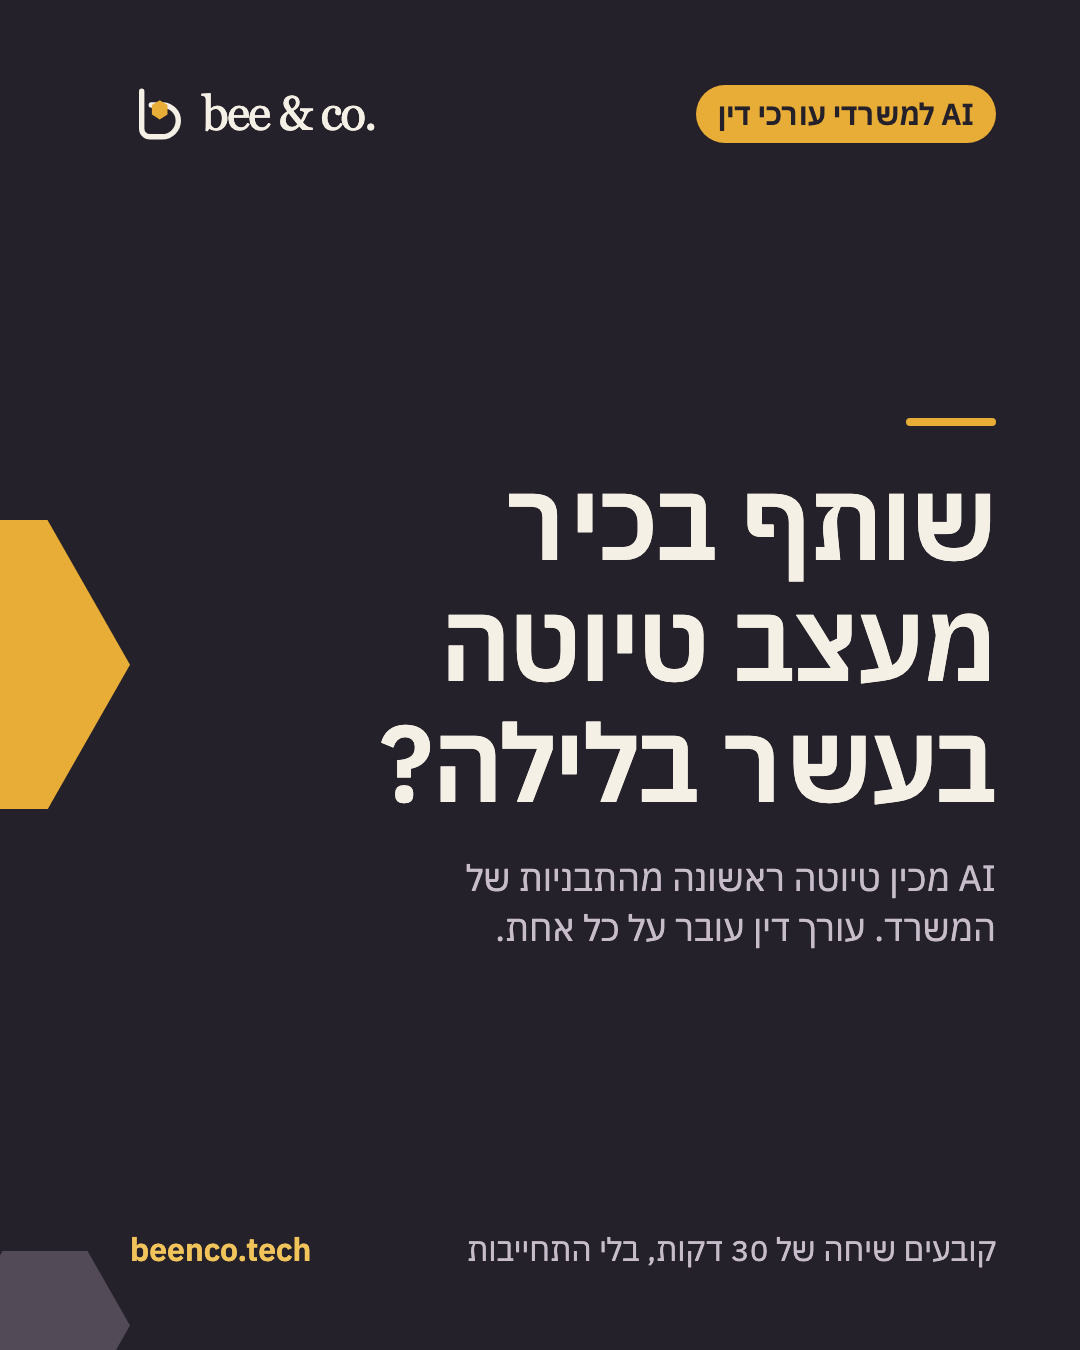 AI למשרדי עורכי דין
bee & co.
שותף בכיר
מעצב טיוטה
בעשר בלילה?
AI מכין טיוטה ראשונה מהתבניות של
המשרד. עורך דין עובר על כל אחת.
קובעים שיחה של 30 דקות, בלי התחייבות
beenco.tech